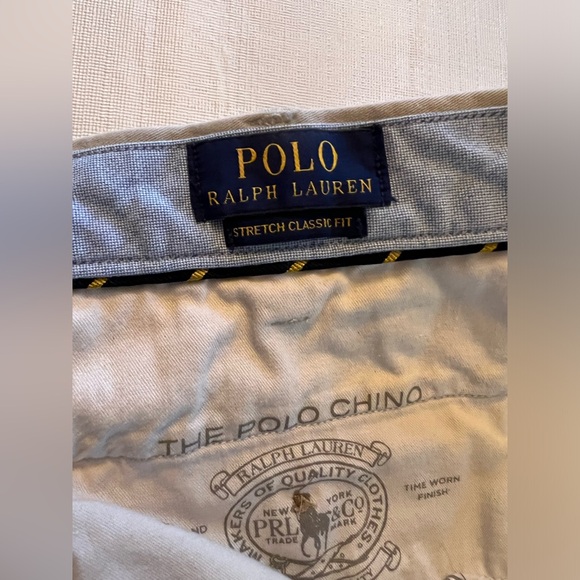 POLO
RALPH LAUREN
STRETCH CLASSIC FIT
THE POLO CHINO
RALPH LAUREN
MAKERS OF QUALITY CLOTHES
TIME WORN
FINISH
NEW YORK
PRL &CO
TRADE MARK